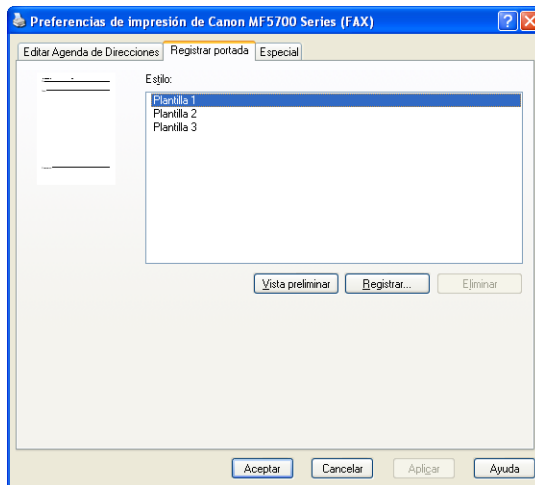 Preferencias de impresión de Canon MF5700 Series (FAX)
Editar Agenda de Direcciones Registrar portada Especial
Estilo:
Plantilla 1
Plantilla 2
Plantilla 3
Vista preliminar Registrar... Eliminar
Aceptar Cancelar Aplicar Ayuda